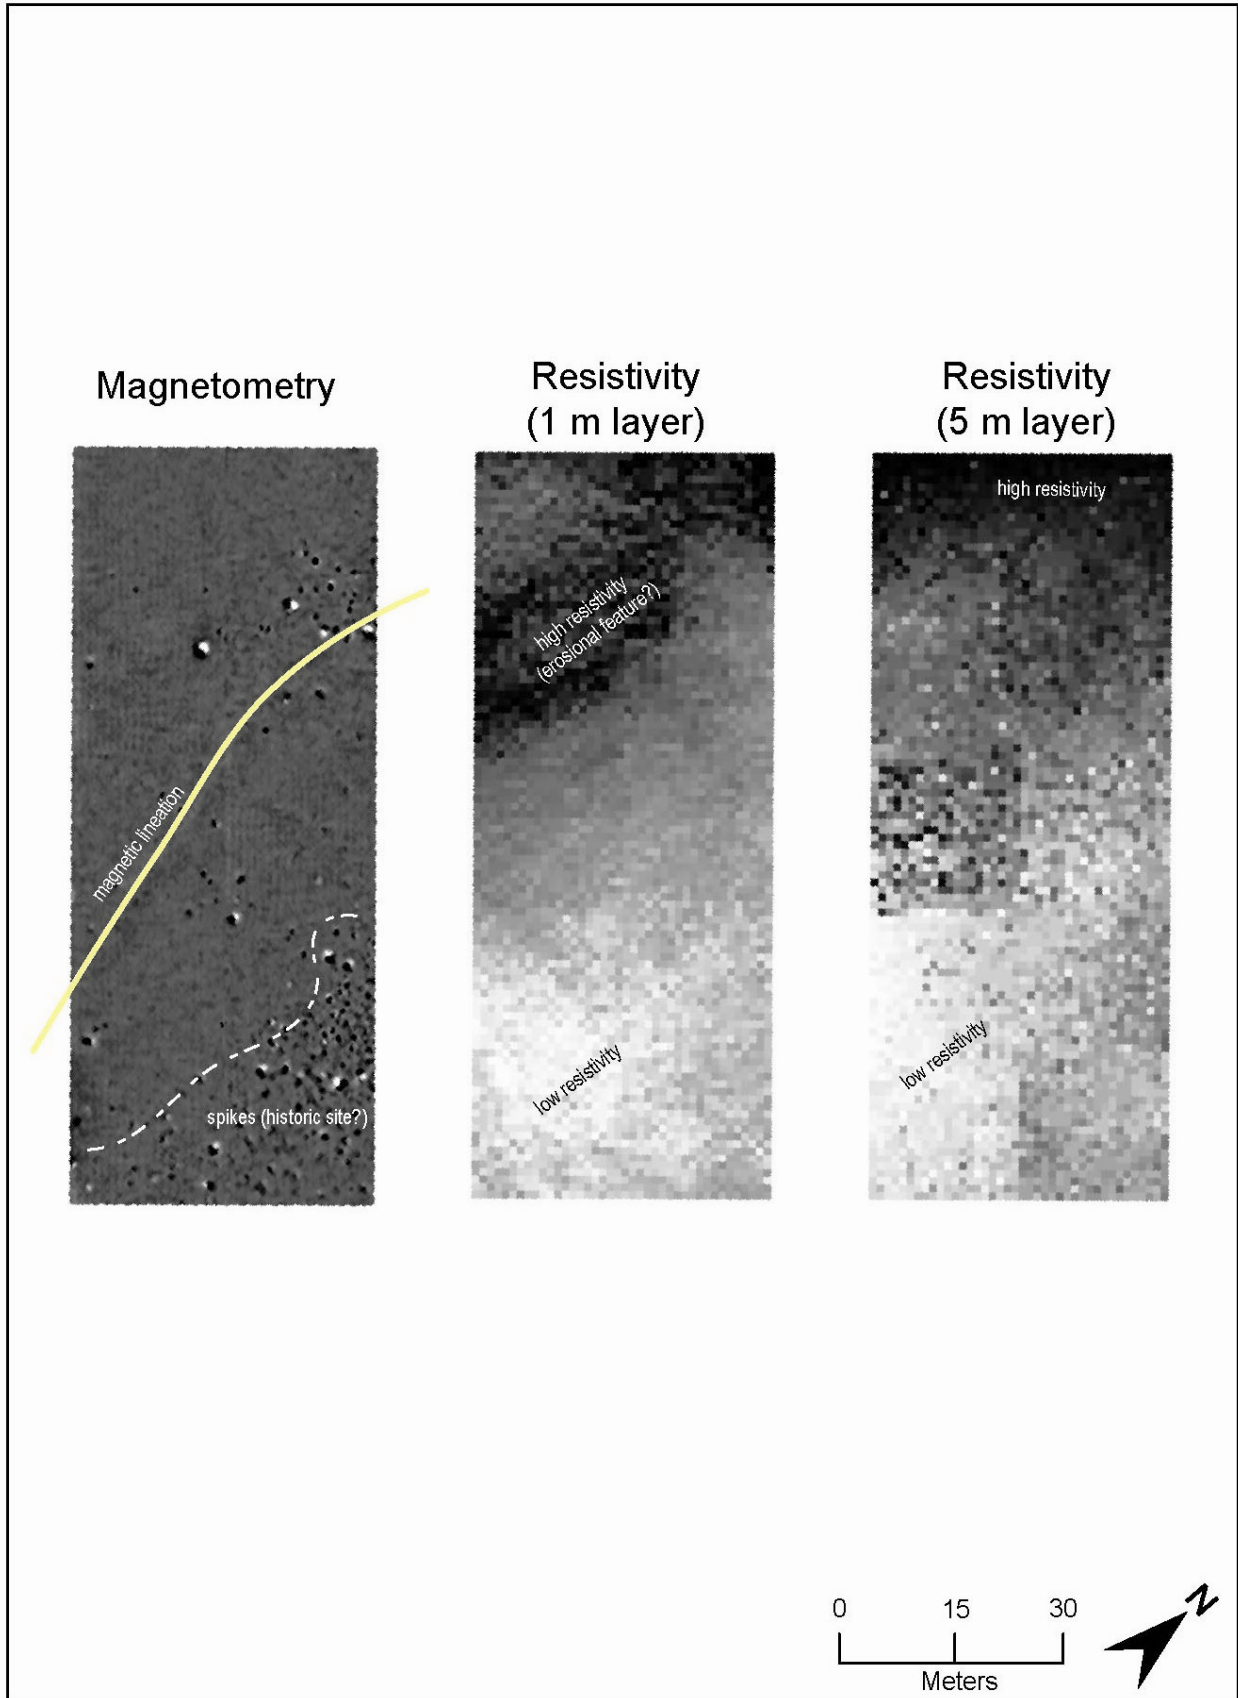 Magnetometry
Resistivity
(1 m layer)
Resistivity
(5 m layer)
high resistivity
high resistivity
(erosional feature?)
magnetic lineation
low resistivity
low resistivity
spikes (historic site?)
0 15 30
Meters
N